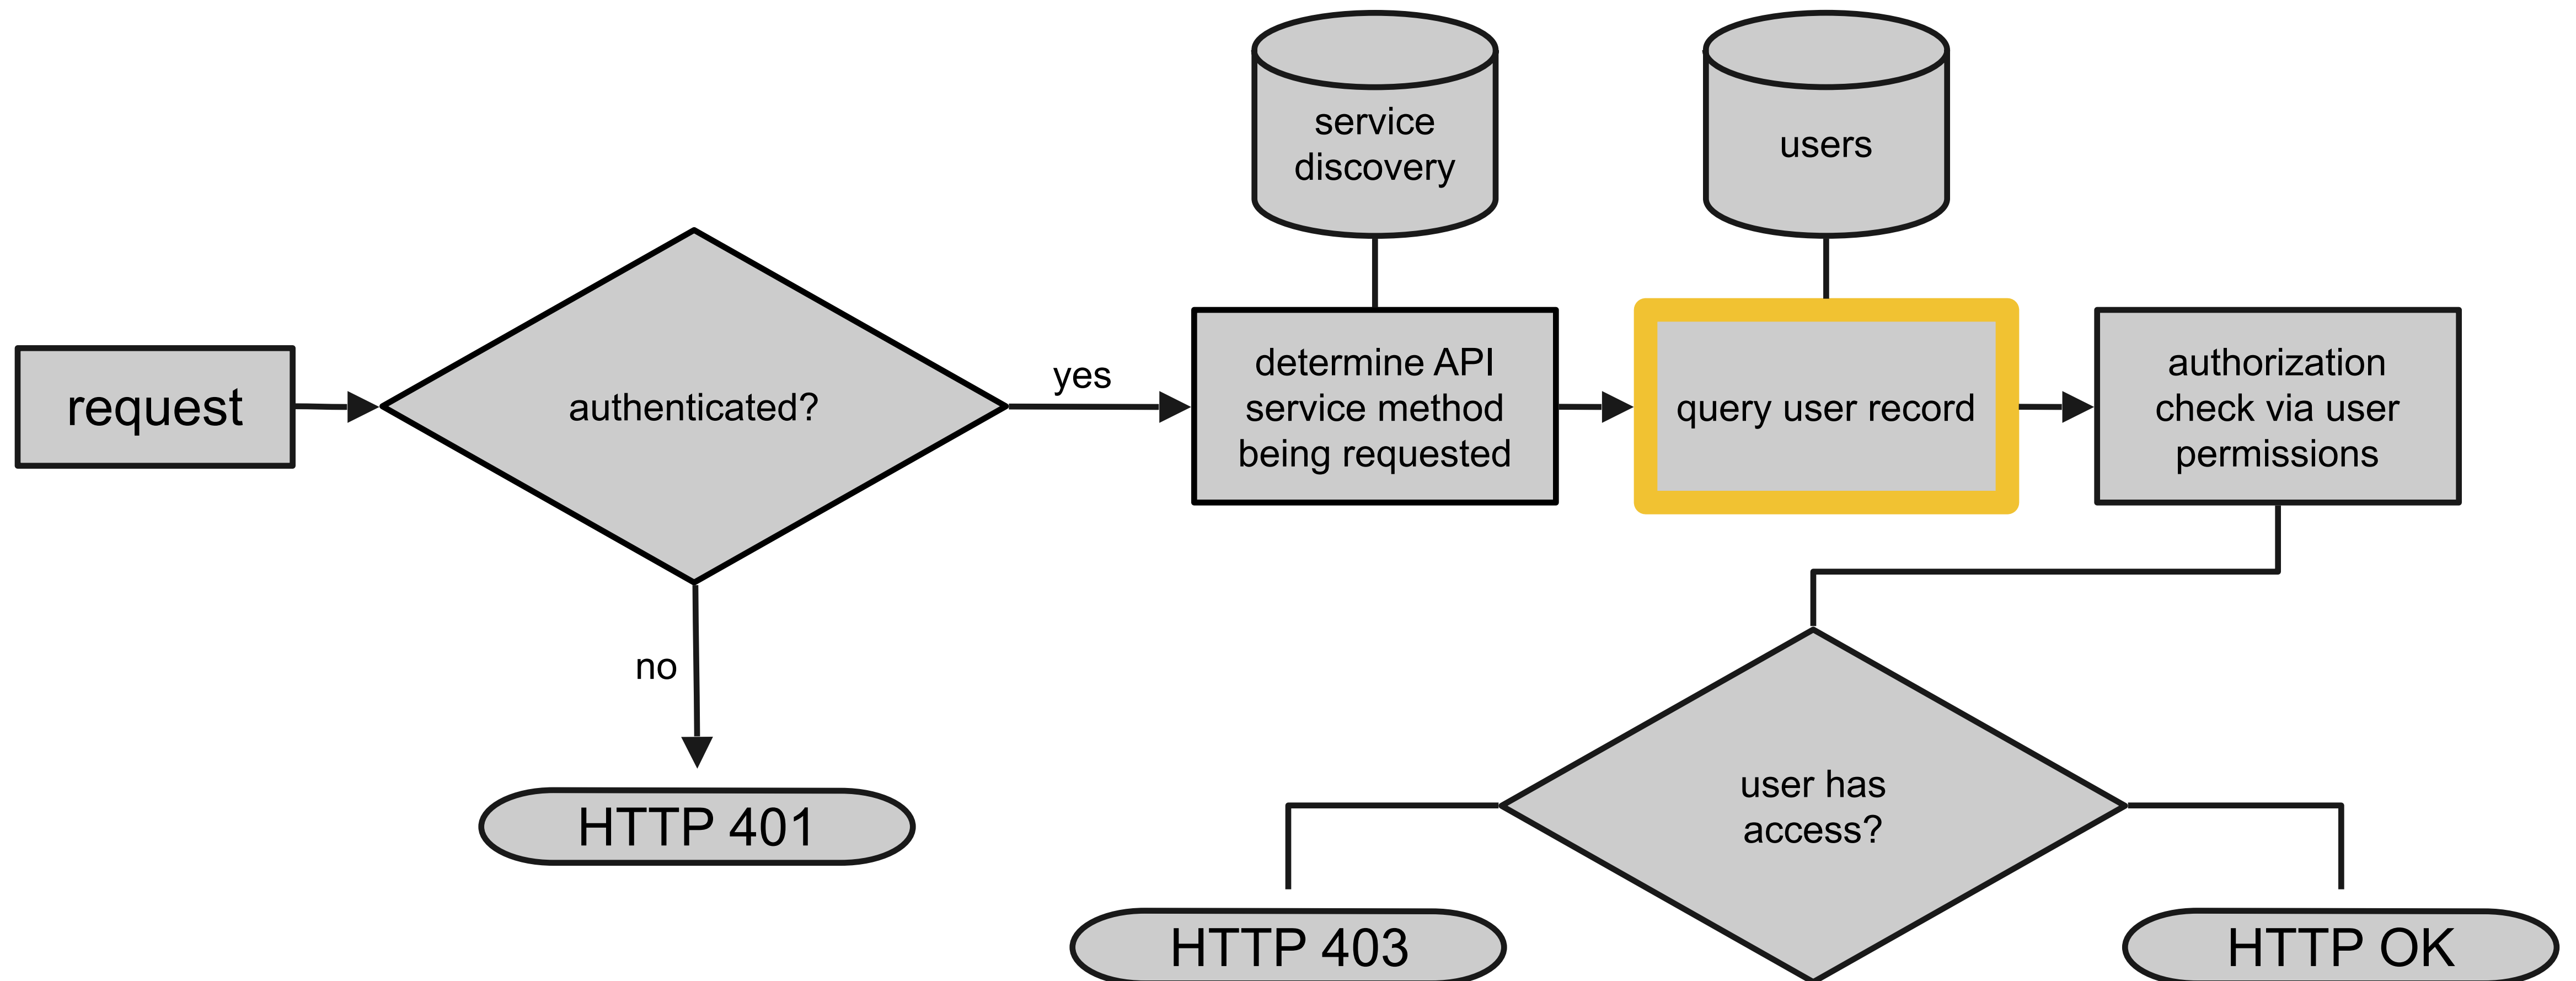 service
discovery
users
request
authenticated?
yes
determine API
service method
being requested
query user record
authorization
check via user
permissions
no
HTTP 401
user has
access?
HTTP 403
HTTP OK